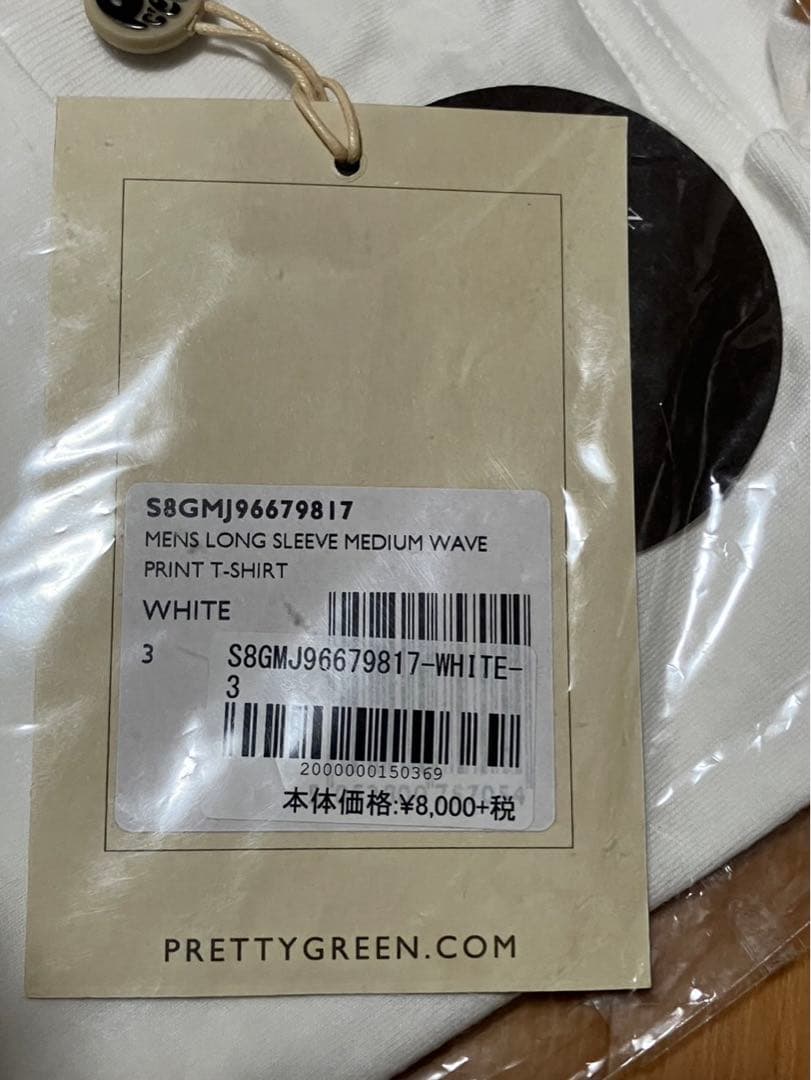 S8GMJ96679817
MENS LONG SLEEVE MEDIUM WAVE
PRINT T-SHIRT
WHITE
3
S8GMJ96679817-WHITE-
3
2000000150369
本体価格:¥8,000+税
PRETTYGREEN.COM